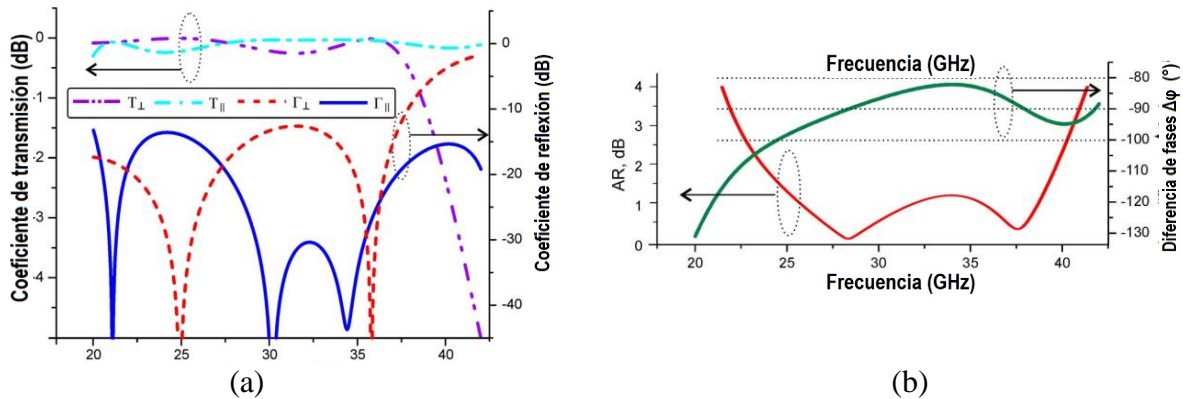 Coeficiente de transmisión (dB)
0
-1
-2
-3
-4
T⊥ T∥ Γ⊥ Γ∥
0
-10
-20
-30
-40
Coeficiente de reflexión (dB)
20 25 30 35 40
(a)
Frecuencia (GHz)
AR, dB
4
3
2
1
0
-80
-90
-100
-110
-120
-130
Diferencia de fases Δφ (°)
20 25 30 35 40
Frecuencia (GHz)
(b)